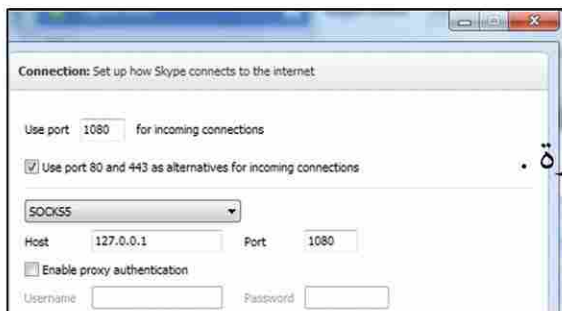 Connection: Set up how Skype connects to the internet
Use port 1080 for incoming connections
Use port 80 and 443 as alternatives for incoming connections
SOCKS5
Host 127.0.0.1 Port 1080
Enable proxy authentication
Username Password